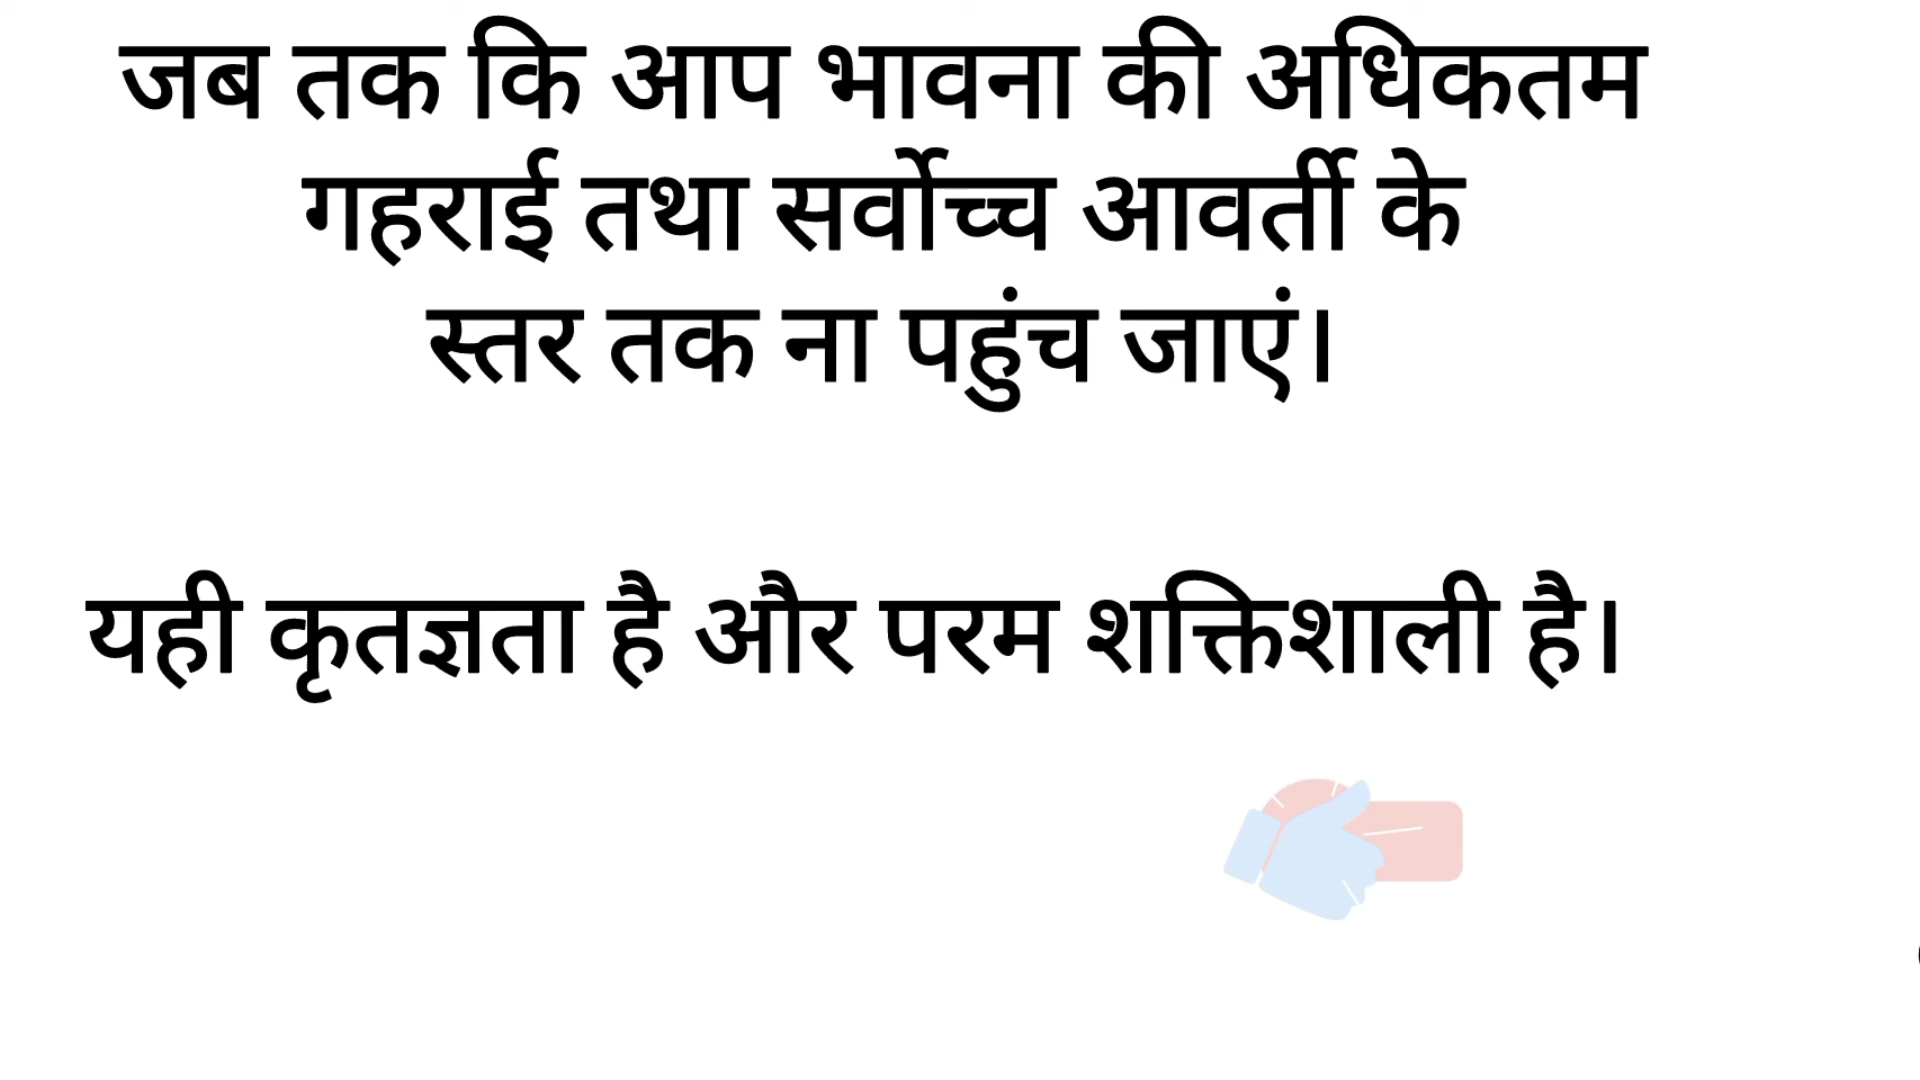 जब तक कि आप भावना की अधिकतम
गहराई तथा सर्वोच्च आवर्ती के
स्तर तक ना पहुंच जाएं।
यही कृतज्ञता है और परम शक्तिशाली है।